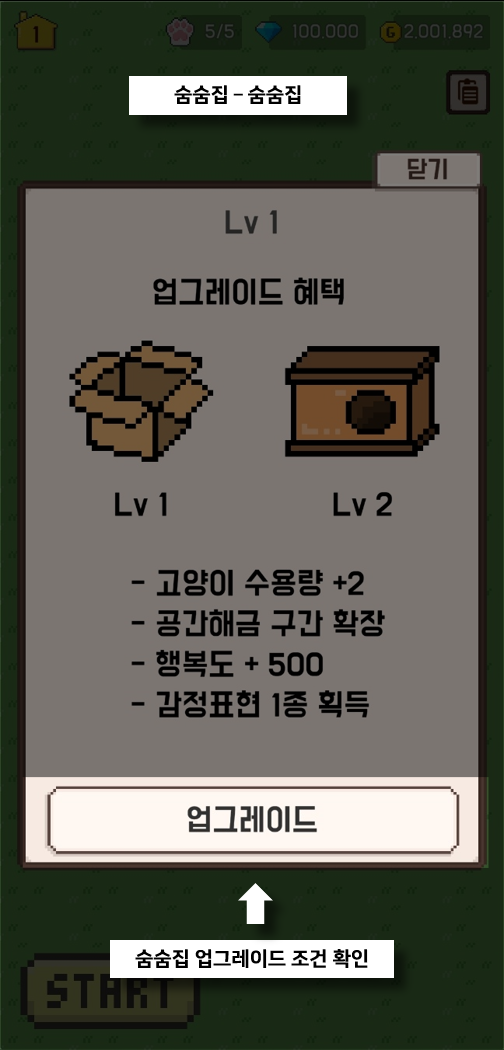 1
5/5
100,000
G 2,001,892
숨숨집 - 숨숨집
닫기
Lv 1
업그레이드 혜택
Lv 1
Lv 2
- 고양이 수용량 +2
- 공간해금 구간 확장
- 행복도 + 500
- 감정표현 1종 획득
업그레이드
숨숨집 업그레이드 조건 확인
START